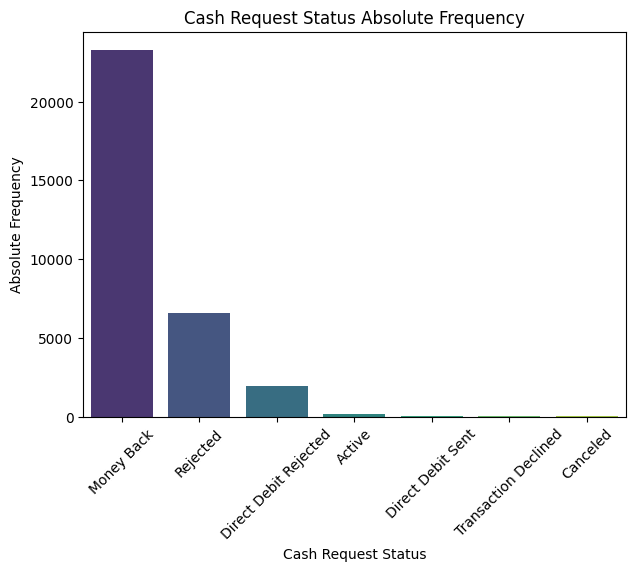 Cash Request Status Absolute Frequency
Absolute Frequency
20000
15000
10000
5000
0
Money Back
Rejected
Direct Debit Rejected
Active
Direct Debit Sent
Transaction Declined
Canceled
Cash Request Status